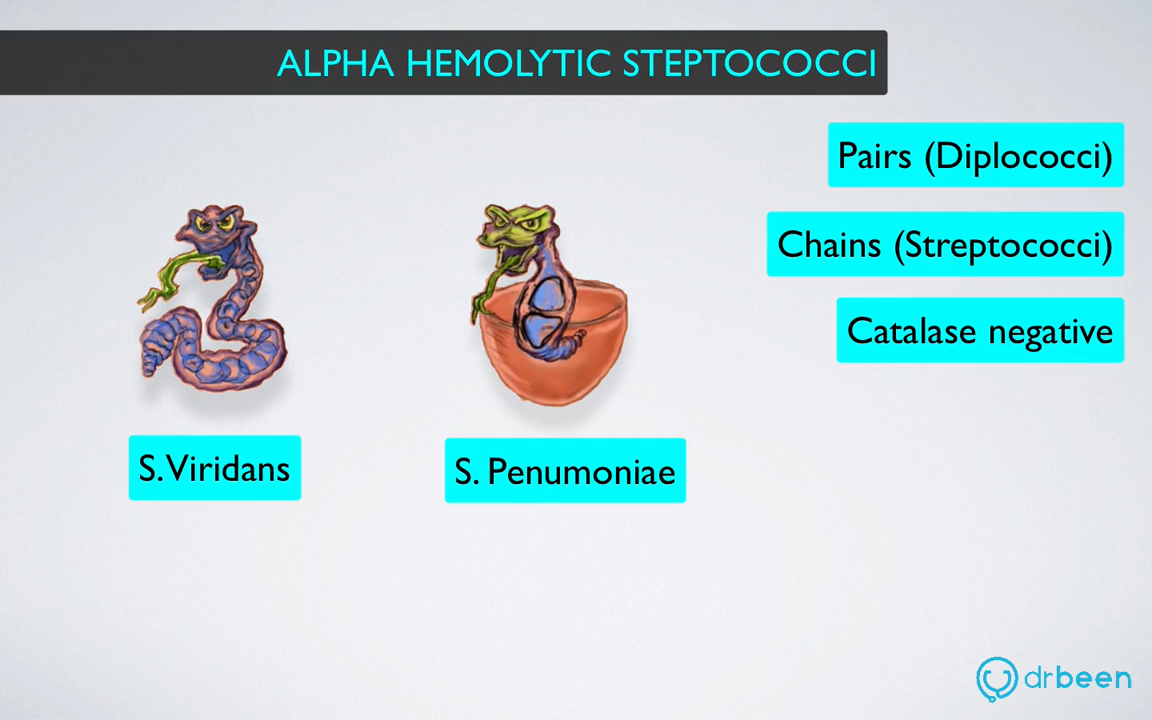 ALPHA HEMOLYTIC STEPTOCOCCI
Pairs (Diplococci)
Chains (Streptococci)
Catalase negative
S. Viridans
S. Penumoniae
drbeen